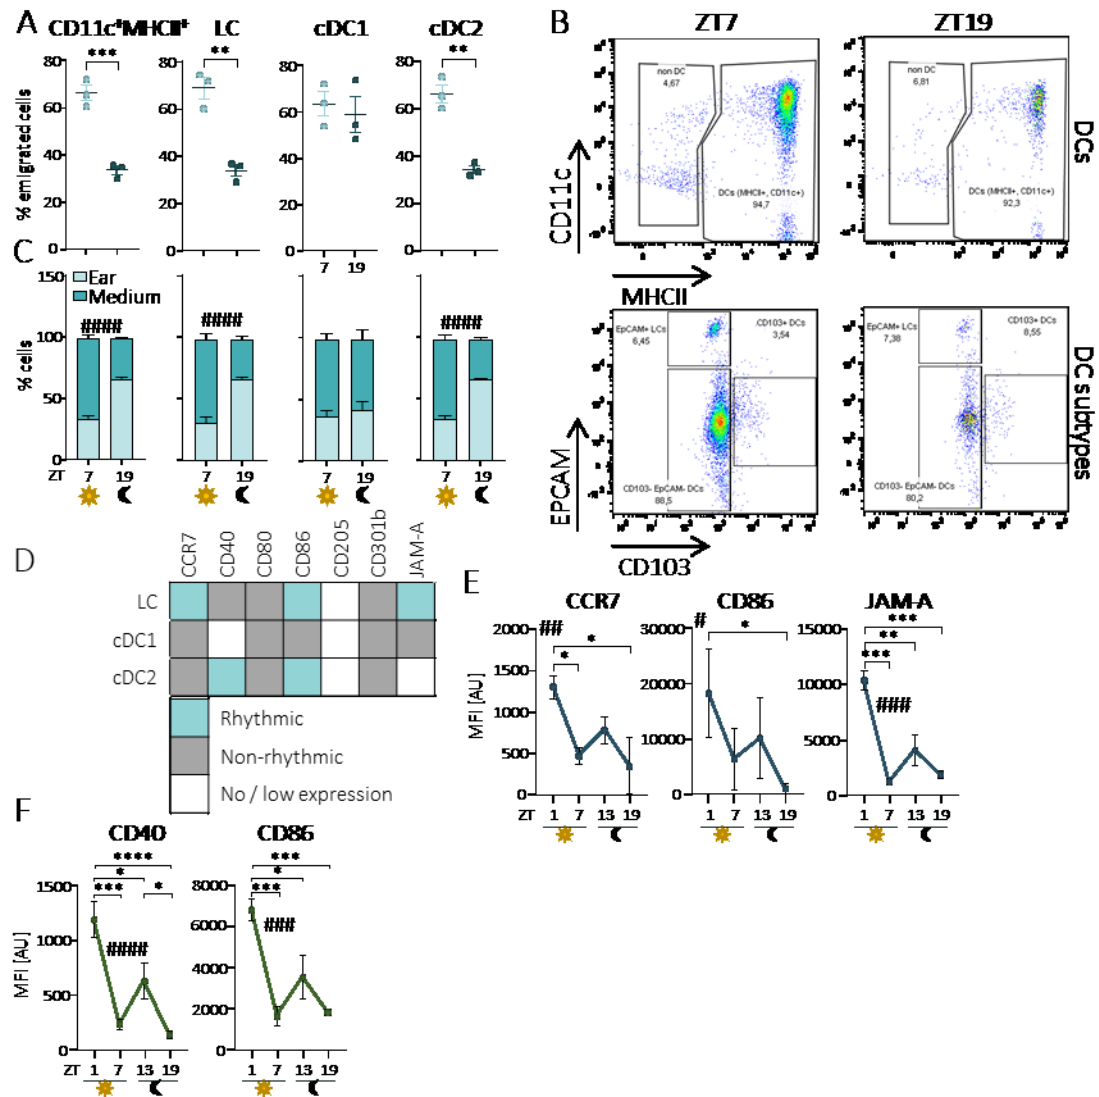 A
CD11c⁺MHCII⁺ LC cDC1 cDC2
*** ** **
% emigrated cells
80 80 80 80
60 60 60 60
40 40 40 40
20 20 20 20
0 0 0 0
7 19
B
ZT7 ZT19
non DC
4,67
DCs (MHCII+, CD11c+)
94,7
non DC
6,81
DCs (MHCII+, CD11c+)
92,3
CD11c
MHCII
DCs
EpCAM+ LCs
6,45
CD103+ DCs
3,54
CD103- EpCAM- DCs
88,5
EpCAM+ LCs
7,38
CD103+ DCs
8,55
CD103- EpCAM- DCs
80,2
EPCAM
CD103
DC subtypes
C
Ear
Medium
#### #### ####
% cells
150
100
50
0
ZT 7 19 7 19 7 19 7 19
D
CCR7 CD40 CD80 CD86 CD205 CD301b JAM-A
LC
cDC1
cDC2
Rhythmic
Non-rhythmic
No / low expression
E
CCR7 CD86 JAM-A
MFI [AU]
2000
1500
1000
500
0
##
*
*
30000
20000
10000
0
#
*
15000
10000
5000
0
***
**
***
###
ZT 1 7 13 19 1 7 13 19 1 7 13 19
F
CD40 CD86
MFI [AU]
1500
1000
500
0
****
*
*** *
####
8000
6000
4000
2000
0
***
*
***
###
ZT 1 7 13 19 1 7 13 19